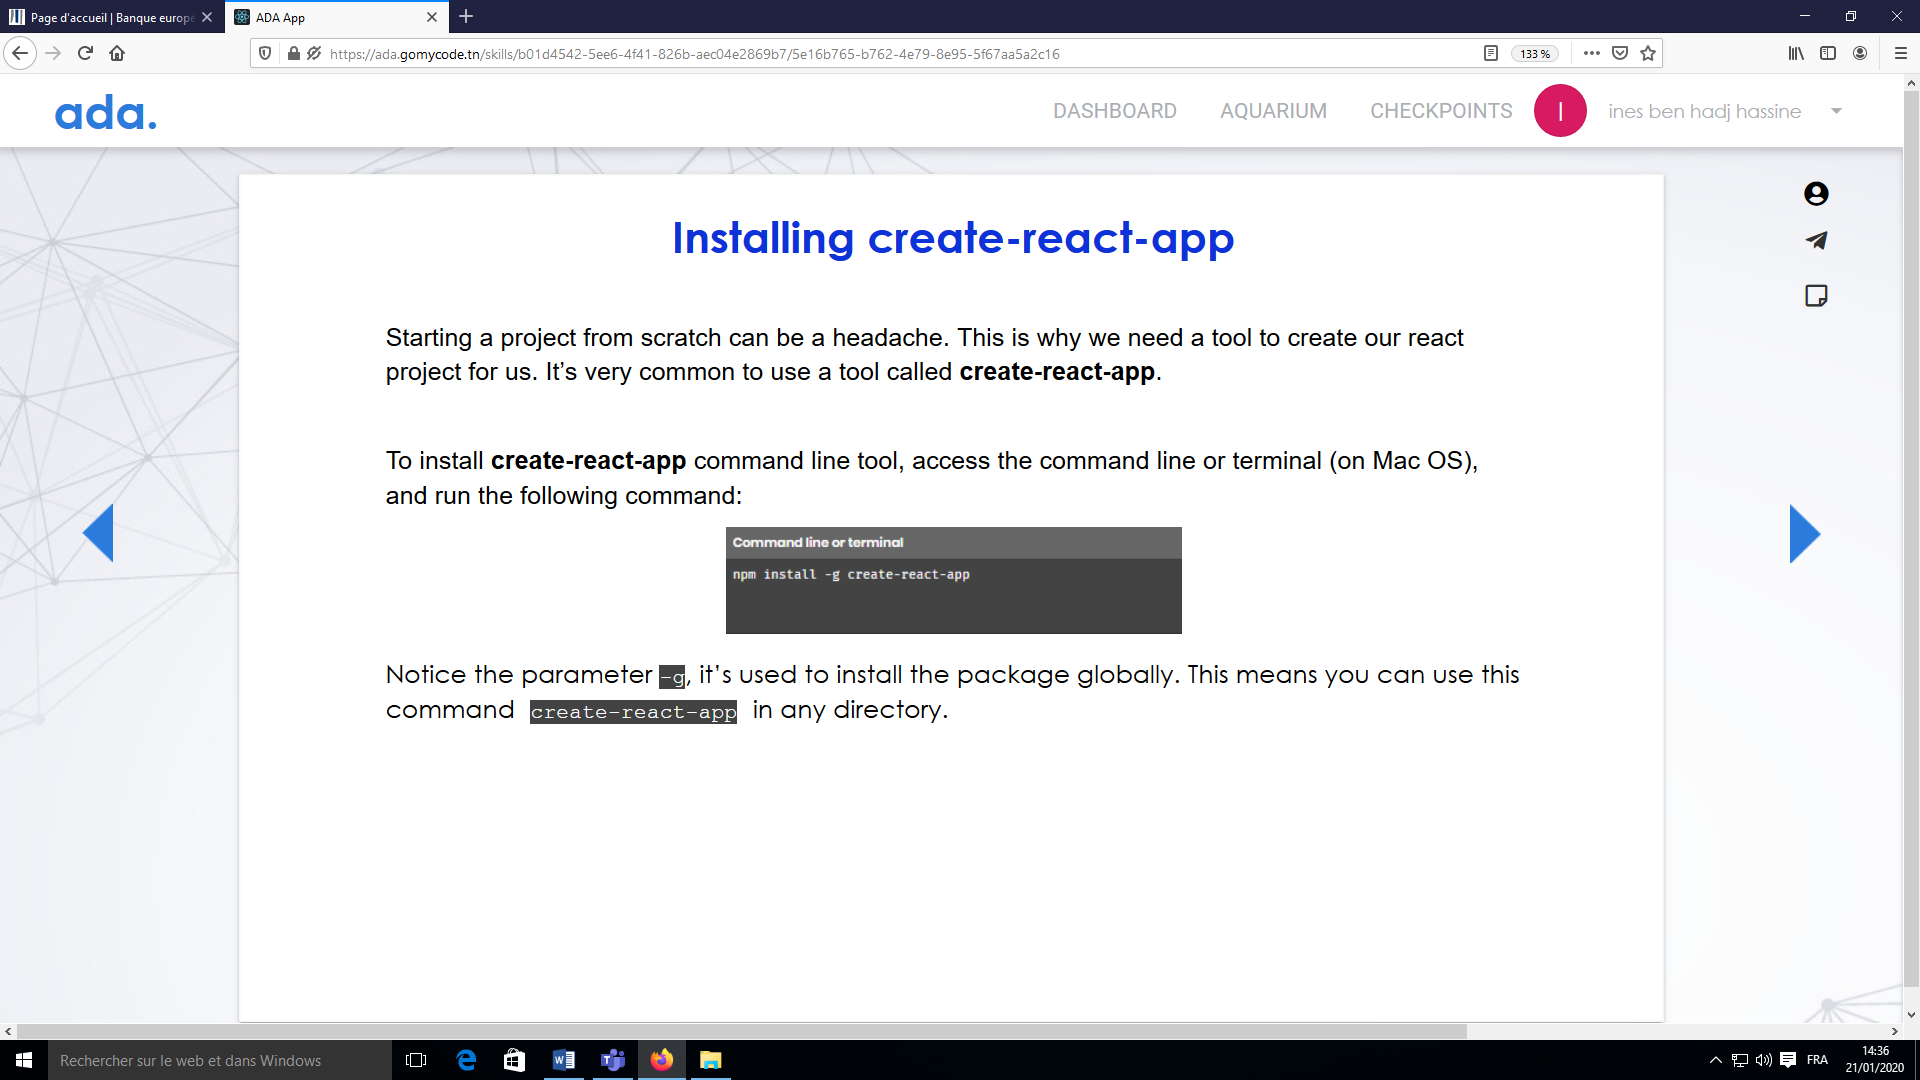 Page d'accueil | Banque europé
ADA App
https://ada.gomycode.tn/skills/b01d4542-5ee6-4f41-826b-aec04e2869b7/5e16b765-b762-4e79-8e95-5f67aa5a2c16
133 %
ada.
DASHBOARD
AQUARIUM
CHECKPOINTS
I
ines ben hadj hassine
Installing create-react-app
Starting a project from scratch can be a headache. This is why we need a tool to create our react
project for us. It’s very common to use a tool called create-react-app.
To install create-react-app command line tool, access the command line or terminal (on Mac OS),
and run the following command:
Command line or terminal
npm install -g create-react-app
Notice the parameter -g, it’s used to install the package globally. This means you can use this
command create-react-app in any directory.
Rechercher sur le web et dans Windows
FRA
14:36
21/01/2020